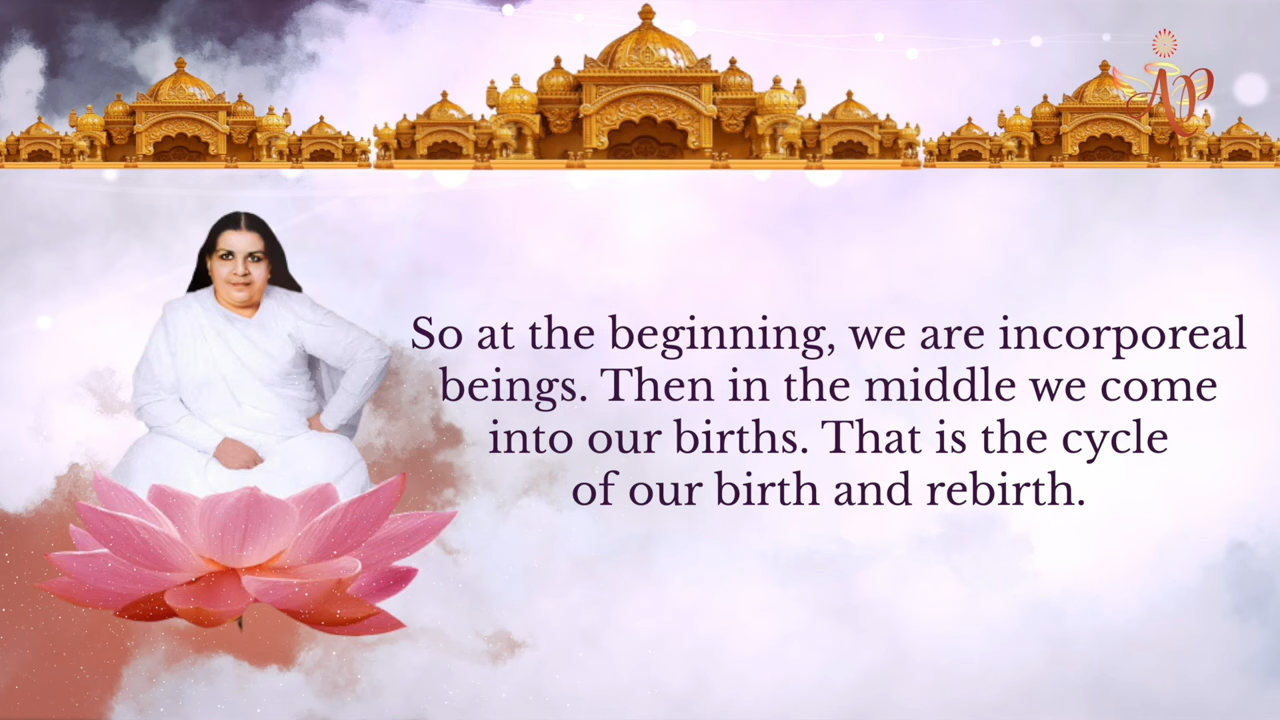 AP
So at the beginning, we are incorporeal
beings. Then in the middle we come
into our births. That is the cycle
of our birth and rebirth.